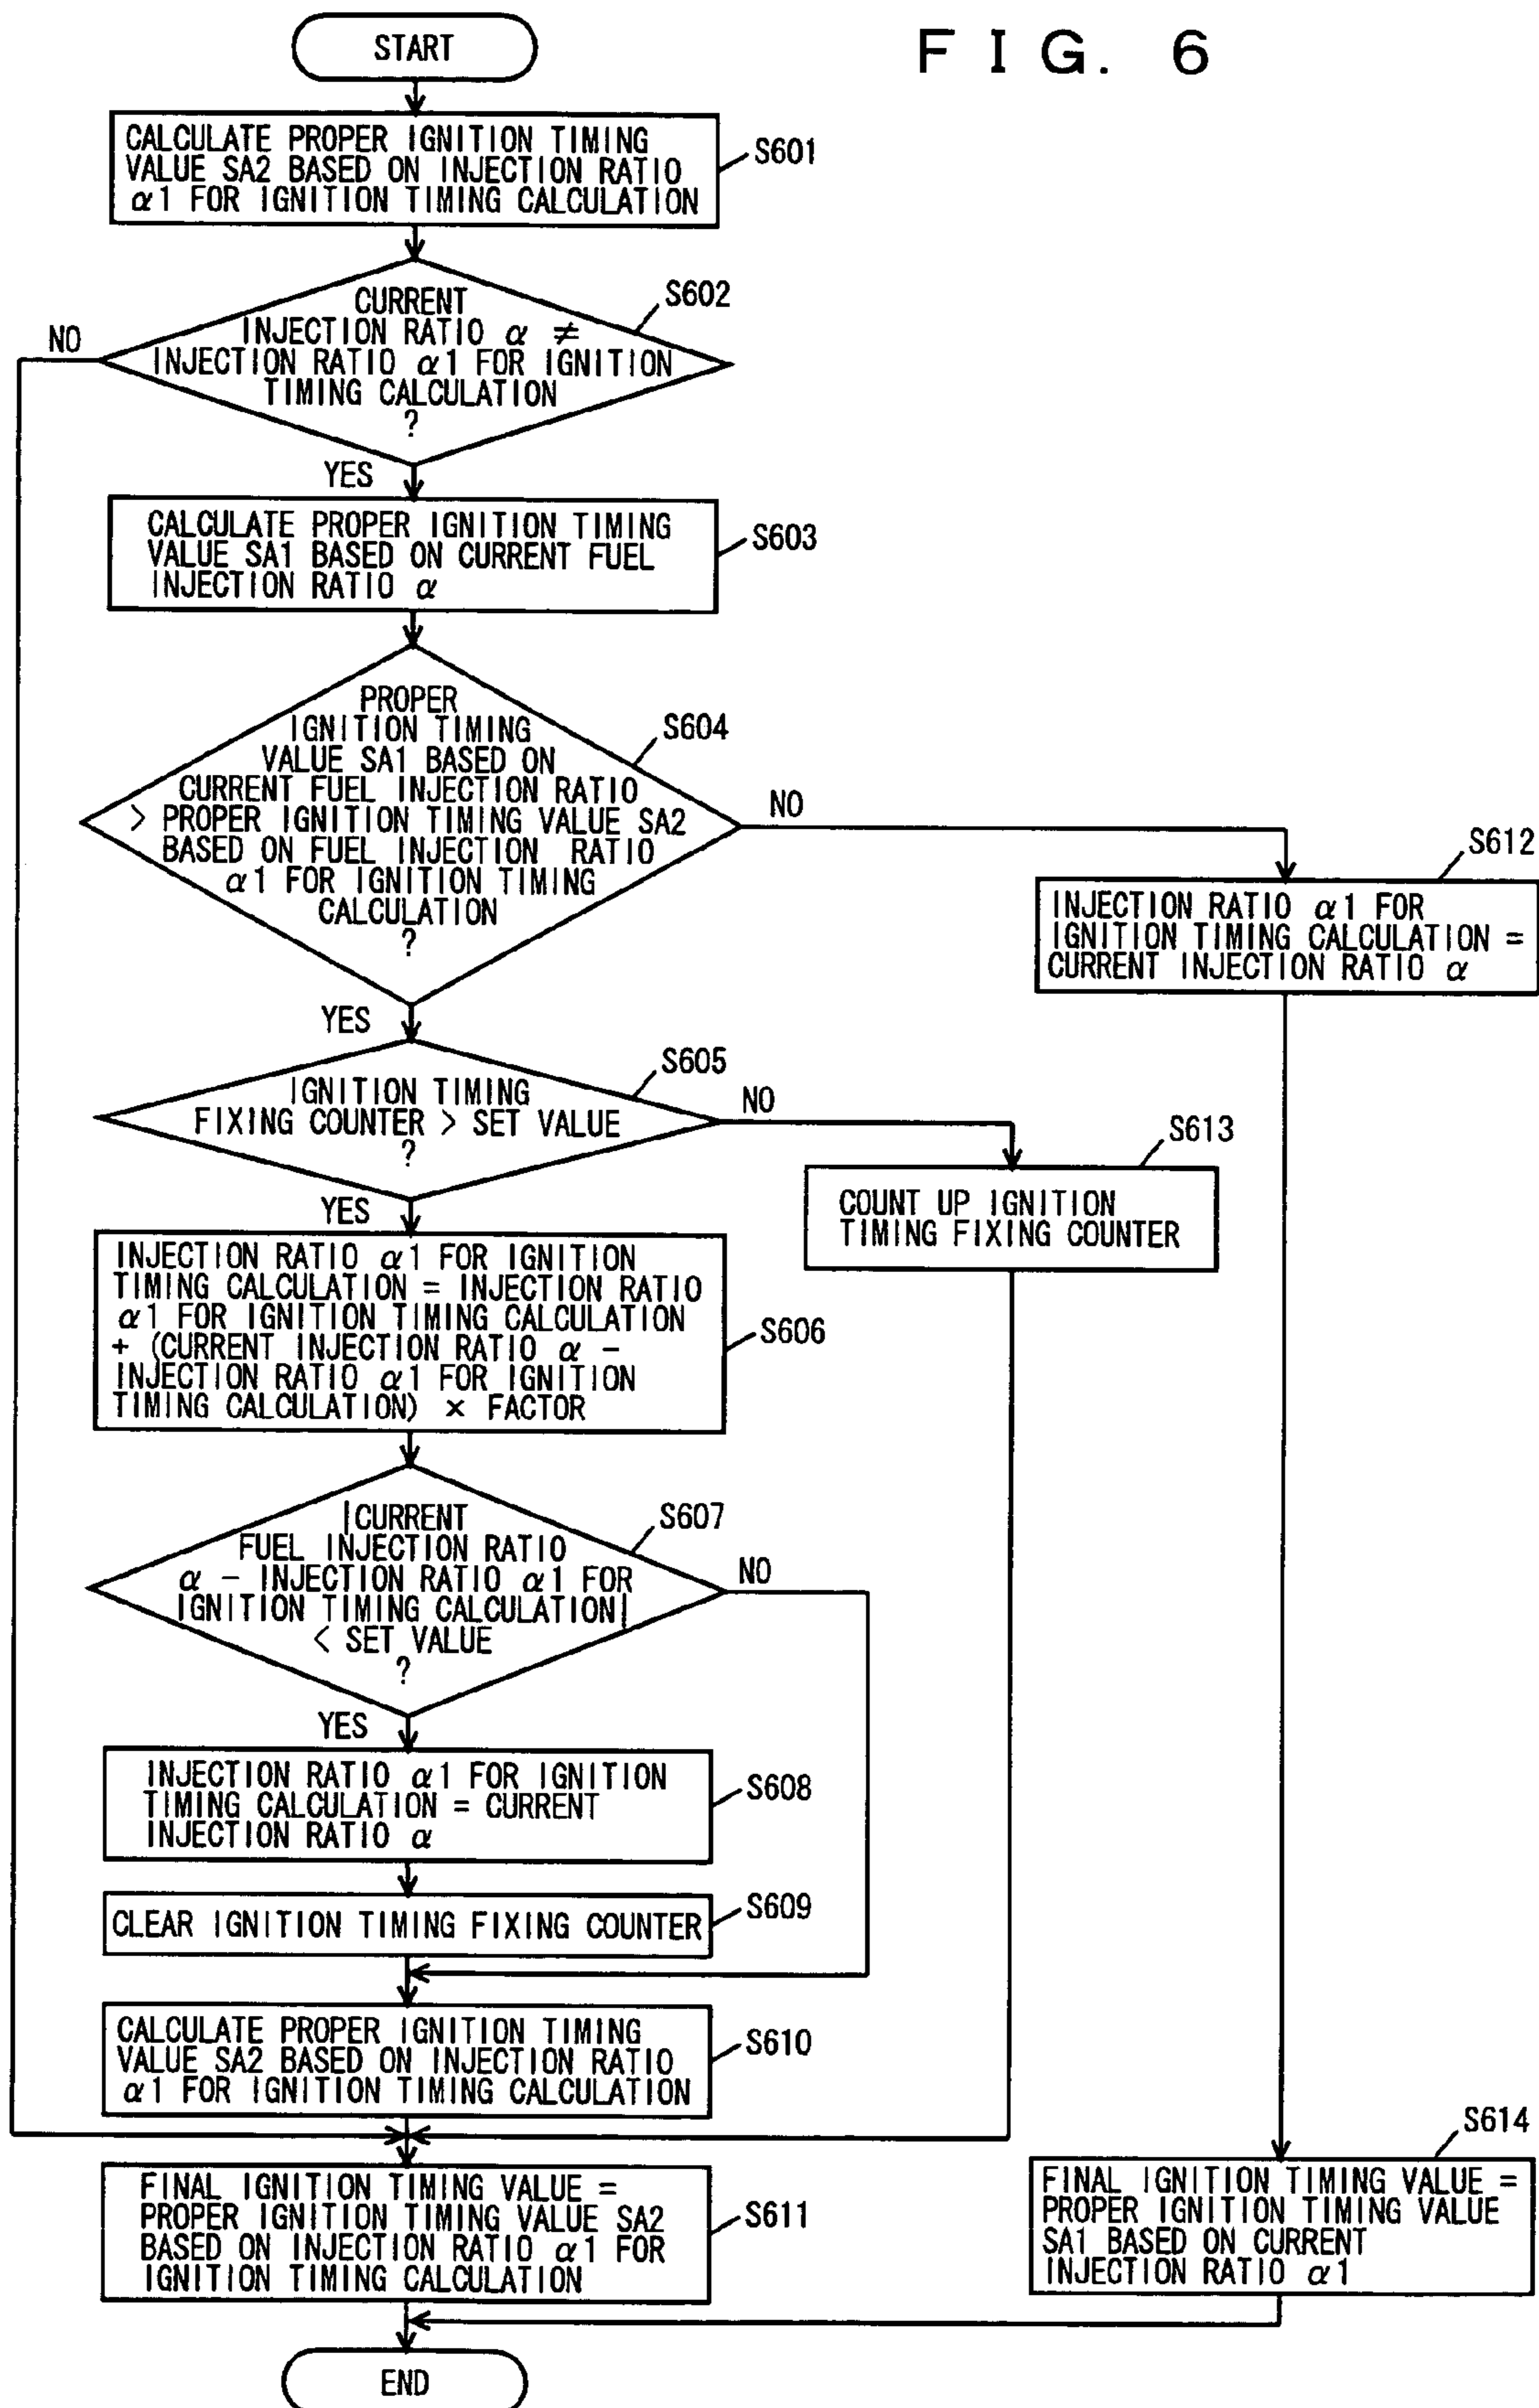 FIG. 6
START
CALCULATE PROPER IGNITION TIMING
VALUE SA2 BASED ON INJECTION RATIO
α1 FOR IGNITION TIMING CALCULATION
S601
CURRENT
INJECTION RATIO α ≠
INJECTION RATIO α1 FOR IGNITION
TIMING CALCULATION
?
S602
NO
YES
CALCULATE PROPER IGNITION TIMING
VALUE SA1 BASED ON CURRENT FUEL
INJECTION RATIO α
S603
PROPER
IGNITION TIMING
VALUE SA1 BASED ON
CURRENT FUEL INJECTION RATIO
> PROPER IGNITION TIMING VALUE SA2
BASED ON FUEL INJECTION RATIO
α1 FOR IGNITION TIMING
CALCULATION
?
S604
NO
YES
S612
INJECTION RATIO α1 FOR
IGNITION TIMING CALCULATION =
CURRENT INJECTION RATIO α
IGNITION TIMING
FIXING COUNTER > SET VALUE
?
S605
NO
YES
S613
COUNT UP IGNITION
TIMING FIXING COUNTER
INJECTION RATIO α1 FOR IGNITION
TIMING CALCULATION = INJECTION RATIO
α1 FOR IGNITION TIMING CALCULATION
+ (CURRENT INJECTION RATIO α -
INJECTION RATIO α1 FOR IGNITION
TIMING CALCULATION) × FACTOR
S606
|CURRENT
FUEL INJECTION RATIO
α - INJECTION RATIO α1 FOR
IGNITION TIMING CALCULATION|
< SET VALUE
?
S607
NO
YES
INJECTION RATIO α1 FOR IGNITION
TIMING CALCULATION = CURRENT
INJECTION RATIO α
S608
CLEAR IGNITION TIMING FIXING COUNTER
S609
CALCULATE PROPER IGNITION TIMING
VALUE SA2 BASED ON INJECTION RATIO
α1 FOR IGNITION TIMING CALCULATION
S610
FINAL IGNITION TIMING VALUE =
PROPER IGNITION TIMING VALUE SA2
BASED ON INJECTION RATIO α1 FOR
IGNITION TIMING CALCULATION
S611
S614
FINAL IGNITION TIMING VALUE =
PROPER IGNITION TIMING VALUE
SA1 BASED ON CURRENT
INJECTION RATIO α1
END